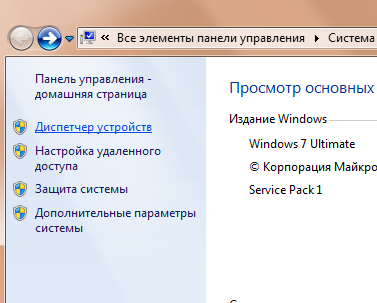 Все элементы панели управления Система
Панель управления -
домашняя страница
Диспетчер устройств
Настройка удаленного
доступа
Защита системы
Дополнительные параметры
системы
Просмотр основных
Издание Windows
Windows 7 Ultimate
© Корпорация Майкро
Service Pack 1